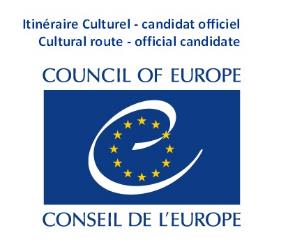 Itinéraire Culturel - candidat officiel
Cultural route - official candidate
COUNCIL OF EUROPE
CONSEIL DE L'EUROPE